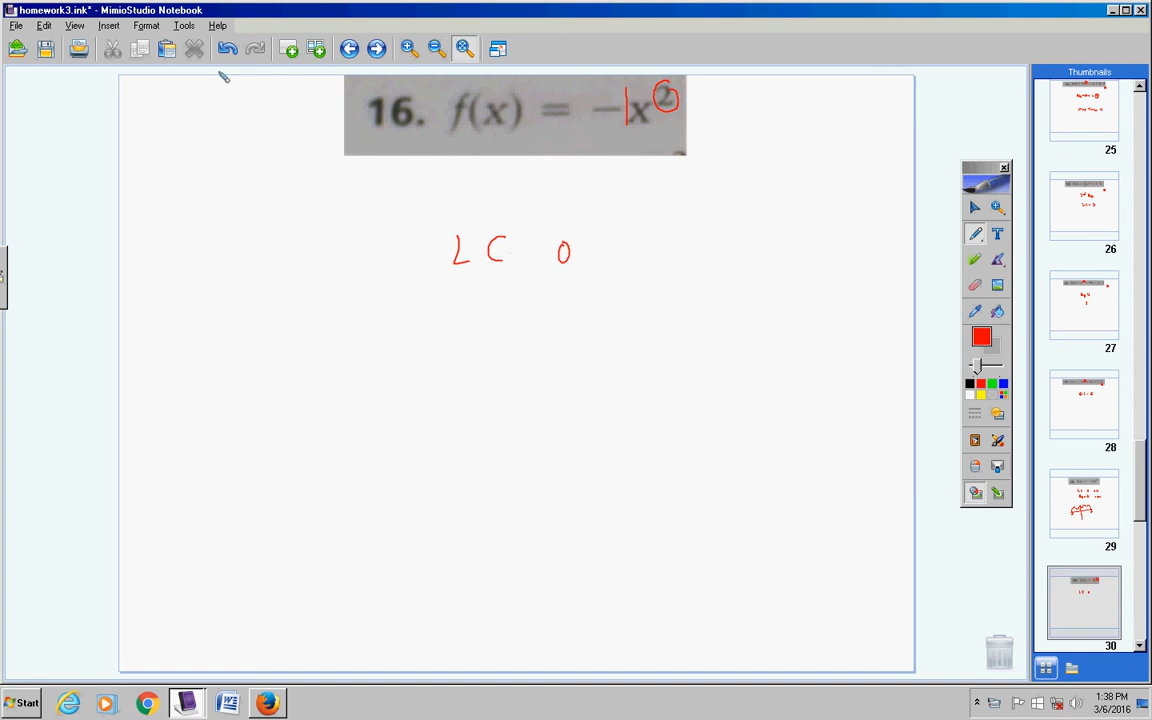 homework3.ink* - MimioStudio Notebook
File Edit View Insert Format Tools Help
Thumbnails
16. f(x) = -1x²
LC 0
25
26
27
28
29
30
Start
1:38 PM
3/6/2016